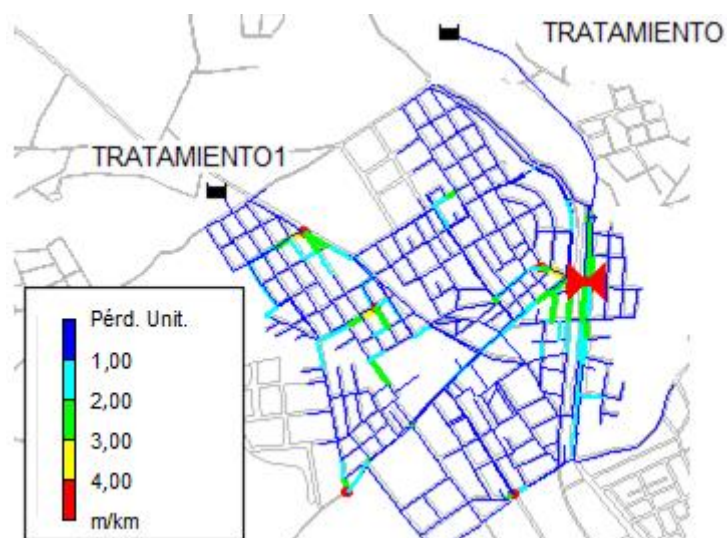 TRATAMIENTO
TRATAMIENTO1
Pérd. Unit.
1,00
2,00
3,00
4,00
m/km